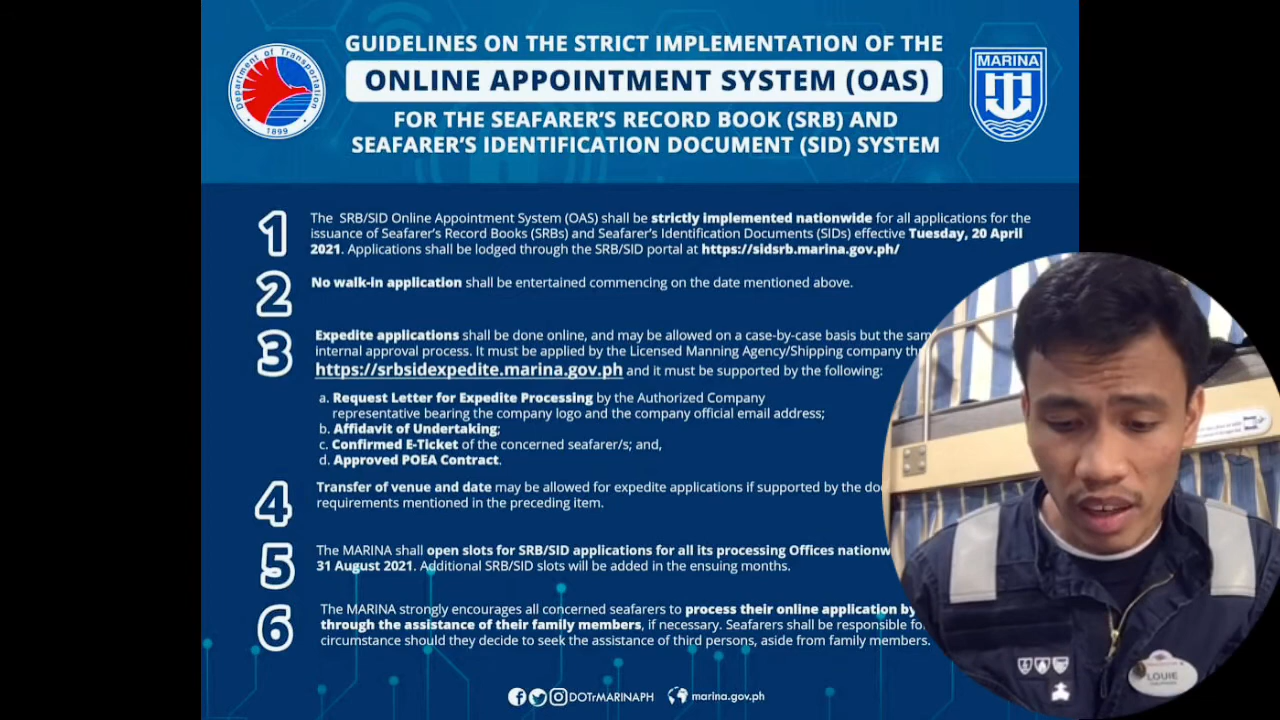 GUIDELINES ON THE STRICT IMPLEMENTATION OF THE
ONLINE APPOINTMENT SYSTEM (OAS)
FOR THE SEAFARER'S RECORD BOOK (SRB) AND
SEAFARER'S IDENTIFICATION DOCUMENT (SID) SYSTEM
Department of Transportation
1899
MARINA
1
The SRB/SID Online Appointment System (OAS) shall be strictly implemented nationwide for all applications for the
issuance of Seafarer's Record Books (SRBs) and Seafarer's Identification Documents (SIDs) effective Tuesday, 20 April
2021. Applications shall be lodged through the SRB/SID portal at https://sidsrb.marina.gov.ph/
2
No walk-in application shall be entertained commencing on the date mentioned above.
3
Expedite applications shall be done online, and may be allowed on a case-by-case basis but the
internal approval process. It must be applied by the Licensed Manning Agency/Shipping company
https://srbsidexpedite.marina.gov.ph and it must be supported by the following:
a. Request Letter for Expedite Processing by the Authorized Company
representative bearing the company logo and the company official email address;
b. Affidavit of Undertaking;
c. Confirmed E-Ticket of the concerned seafarer/s; and,
d. Approved POEA Contract.
4
Transfer of venue and date may be allowed for expedite applications if supported by the
requirements mentioned in the preceding item.
5
The MARINA shall open slots for SRB/SID applications for all its processing Offices
31 August 2021. Additional SRB/SID slots will be added in the ensuing months.
6
The MARINA strongly encourages all concerned seafarers to process their online application by
through the assistance of their family members, if necessary. Seafarers shall be responsible
circumstance should they decide to seek the assistance of third persons, aside from family members.
DOTrMARINAPH marina.gov.ph
LOUIE